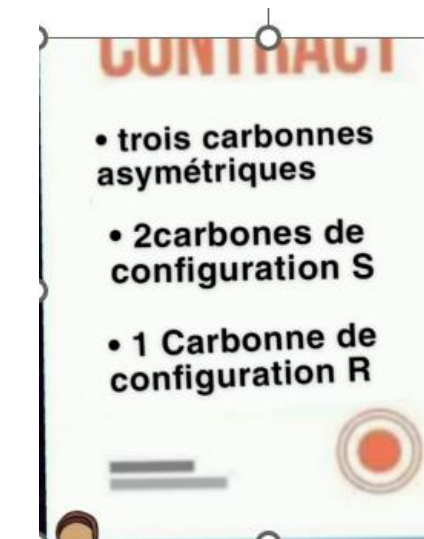 CONTRACT
• trois carbonnes
asymétriques
• 2carbones de
configuration S
• 1 Carbonne de
configuration R